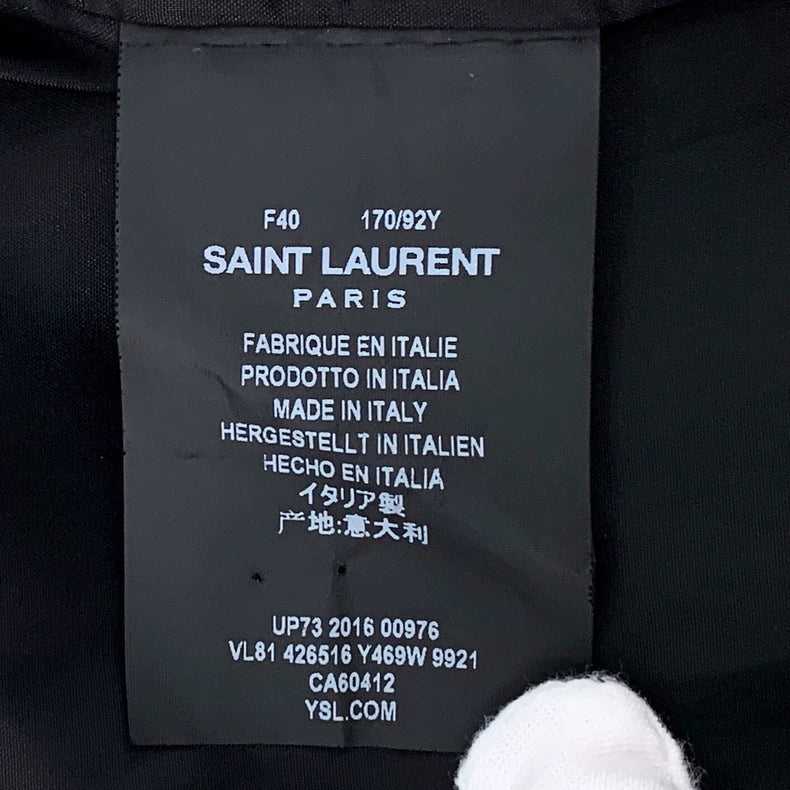 F40 170/92Y
SAINT LAURENT
PARIS
FABRIQUE EN ITALIE
PRODOTTO IN ITALIA
MADE IN ITALY
HERGESTELLT IN ITALIEN
HECHO EN ITALIA
イタリア製
产地:意大利
UP73 2016 00976
VL81 426516 Y469W 9921
CA60412
YSL.COM